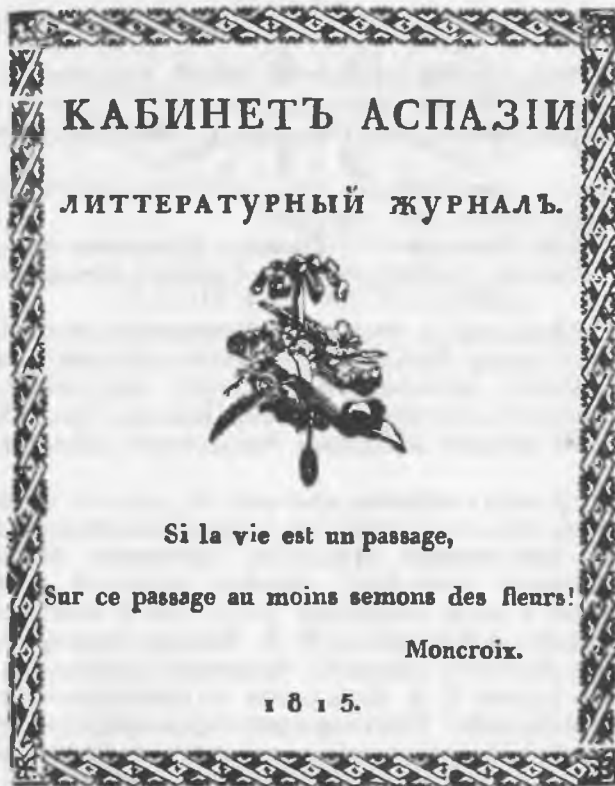 КАБИНЕТЪ АСПАЗІИ
ЛИТТЕРАТУРНЫЙ ЖУРНАЛЪ.
Si la vie est un passage,
Sur ce passage au moins semons des fleurs!
Moncroix.
1815.